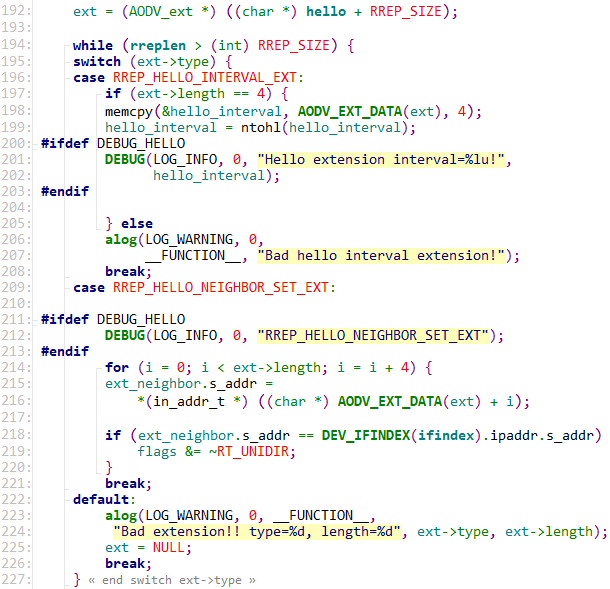 192:     ext = (AODV_ext *) ((char *) hello + RREP_SIZE);
193:
194:     while (rreplen > (int) RREP_SIZE) {
195:     switch (ext->type) {
196:     case RREP_HELLO_INTERVAL_EXT:
197:         if (ext->length == 4) {
198:         memcpy(&hello_interval, AODV_EXT_DATA(ext), 4);
199:         hello_interval = ntohl(hello_interval);
200: #ifdef DEBUG_HELLO
201:         DEBUG(LOG_INFO, 0, "Hello extension interval=%lu!",
202:               hello_interval);
203: #endif
204:
205:         } else
206:         alog(LOG_WARNING, 0,
207:              __FUNCTION__, "Bad hello interval extension!");
208:         break;
209:     case RREP_HELLO_NEIGHBOR_SET_EXT:
210:
211: #ifdef DEBUG_HELLO
212:         DEBUG(LOG_INFO, 0, "RREP_HELLO_NEIGHBOR_SET_EXT");
213: #endif
214:         for (i = 0; i < ext->length; i = i + 4) {
215:         ext_neighbor.s_addr =
216:             *(in_addr_t *) ((char *) AODV_EXT_DATA(ext) + i);
217:
218:         if (ext_neighbor.s_addr == DEV_IFINDEX(ifindex).ipaddr.s_addr)
219:             flags &= ~RT_UNIDIR;
220:         }
221:         break;
222:     default:
223:         alog(LOG_WARNING, 0, __FUNCTION__,
224:          "Bad extension!! type=%d, length=%d", ext->type, ext->length);
225:         ext = NULL;
226:         break;
227:     } « end switch ext->type »